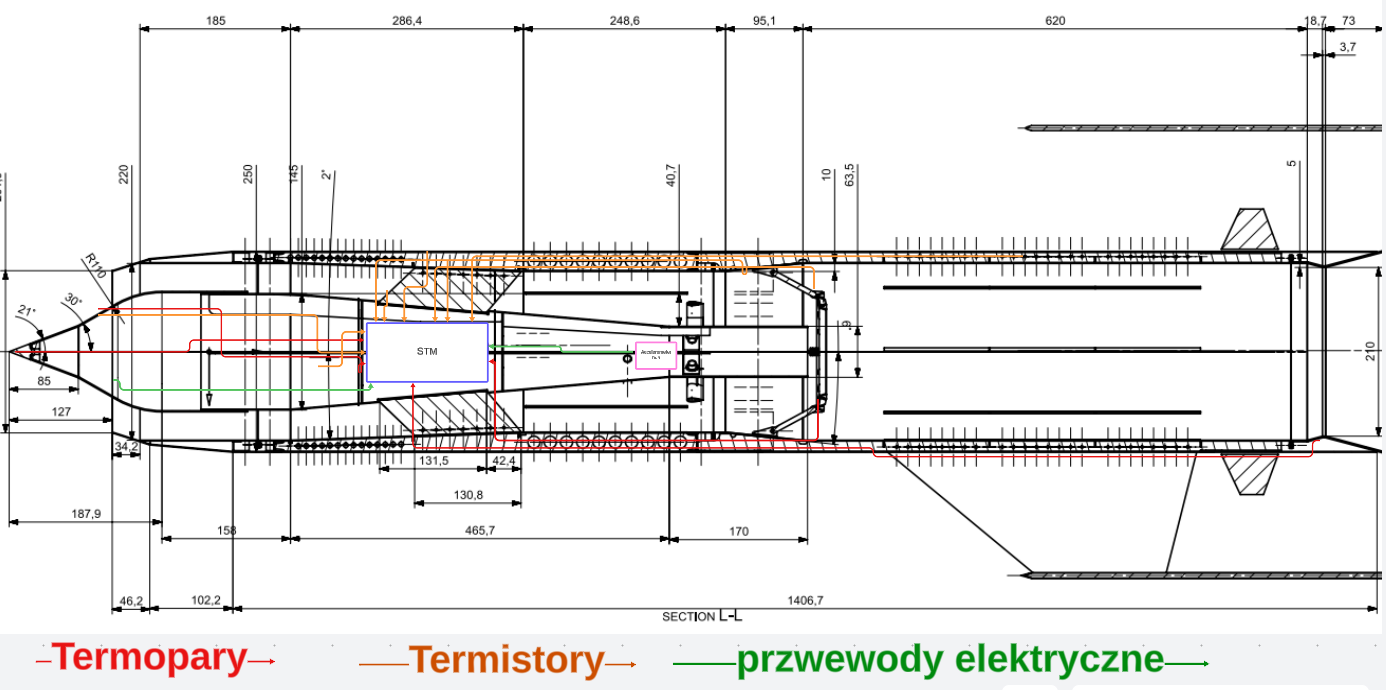 185 286,4 248,6 95,1 620 18,7 73
3,7
220 250 145 2° 40,7 10 63,5 5
R110
30°
21°
STM
210
85
127
34,2
131,5 42,4
130,8
187,9
158 465,7 170
46,2 102,2 1406,7
SECTION L-L
Termopary Termistory przwewody elektryczne